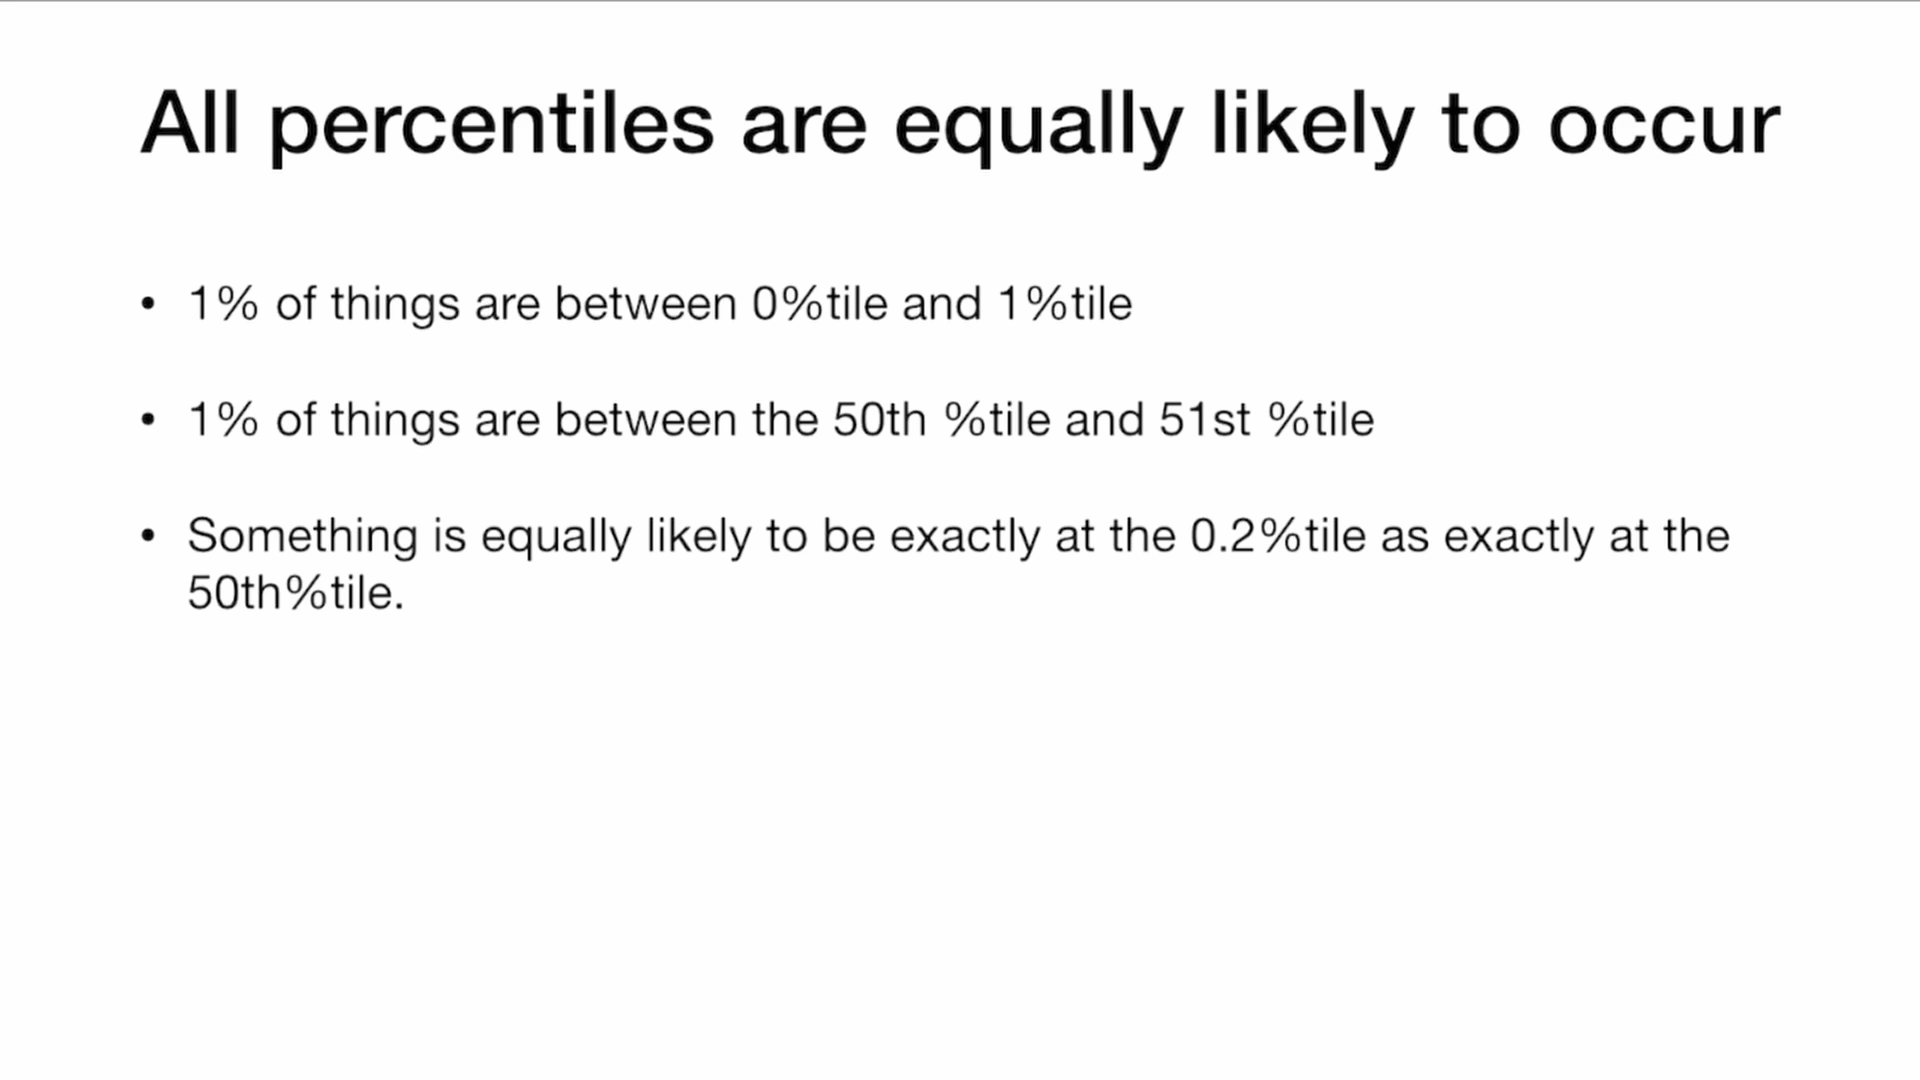 All percentiles are equally likely to occur
• 1% of things are between 0%tile and 1%tile
• 1% of things are between the 50th %tile and 51st %tile
• Something is equally likely to be exactly at the 0.2%tile as exactly at the
50th%tile.